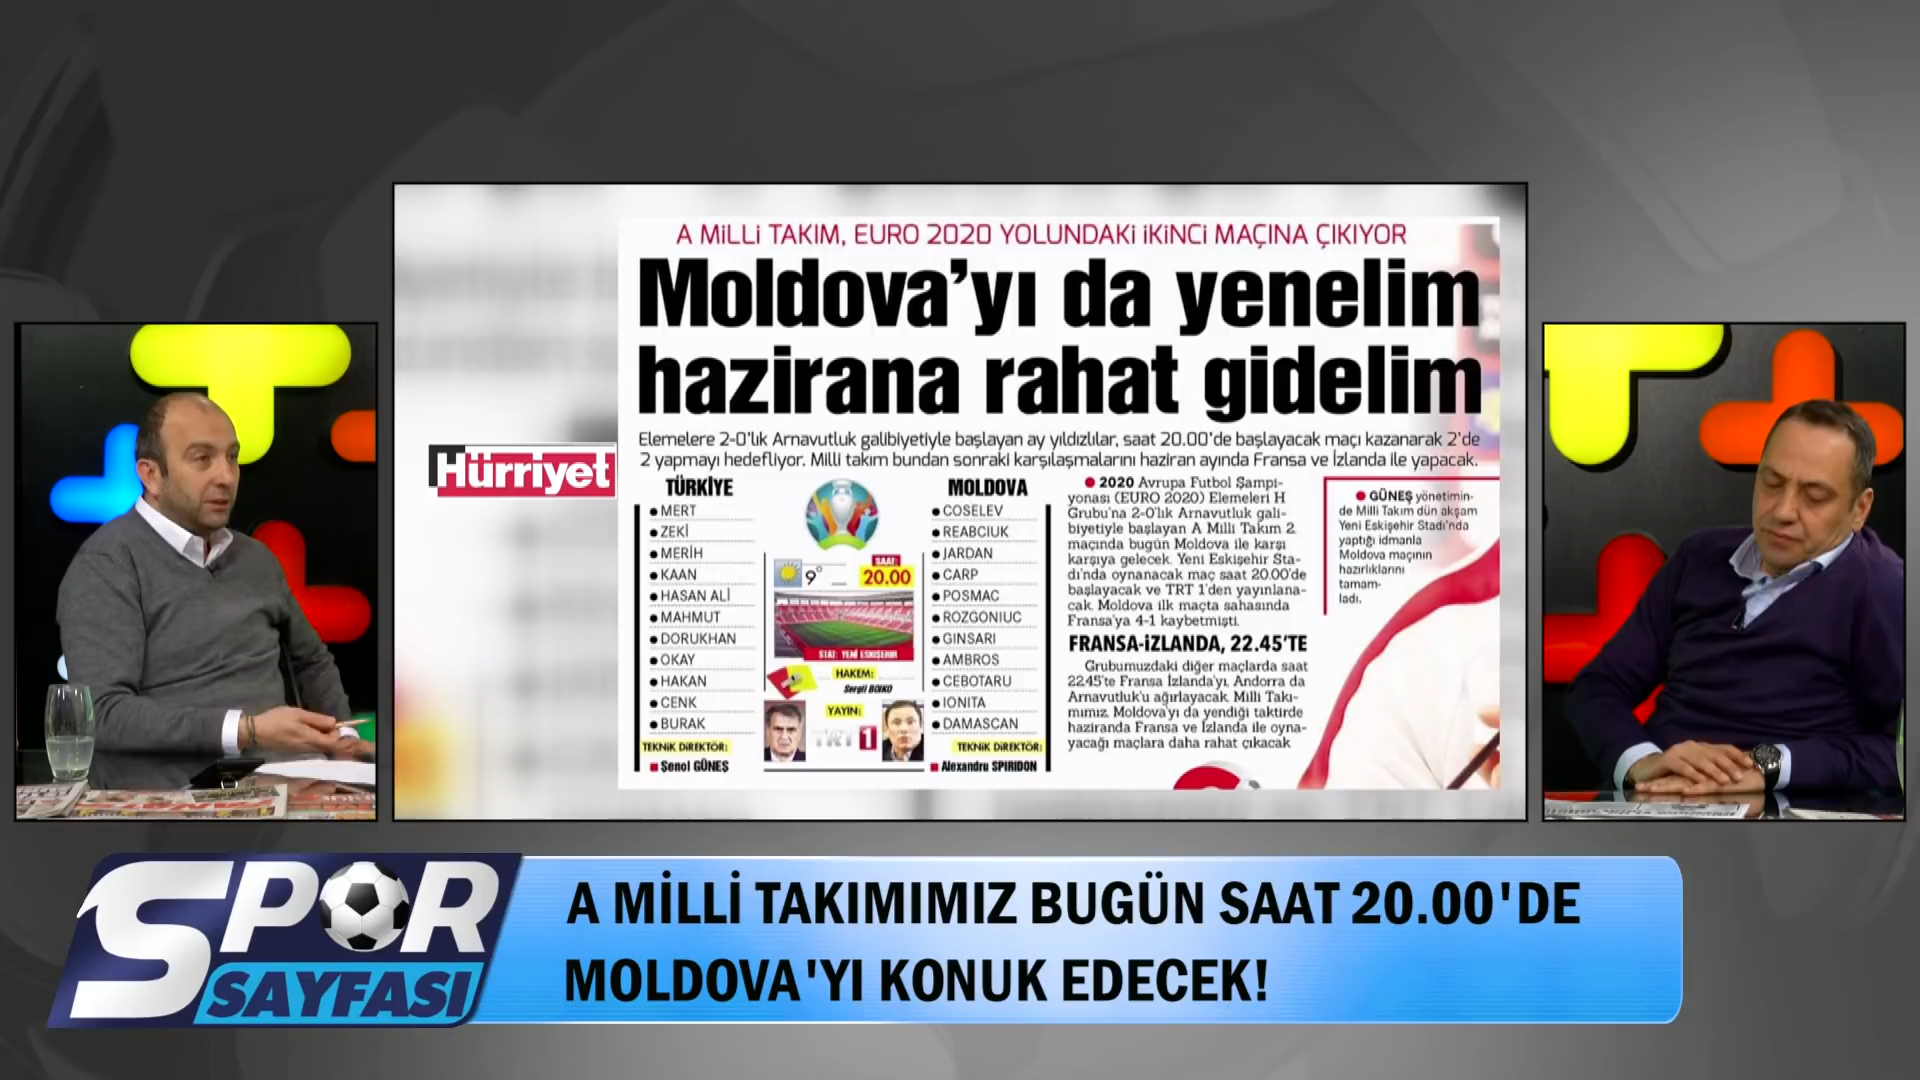 A MİLLİ TAKIM, EURO 2020 YOLUNDAKİ İKİNCİ MAÇINA ÇIKIYOR
Moldova'yı da yenelim
hazirana rahat gidelim
Elemelere 2-0'lık Arnavutluk galibiyetiyle başlayan ay yıldızlılar, saat 20.00'de başlayacak maçı kazanarak 2'de
2 yapmayı hedefliyor. Milli takım bundan sonraki karşılaşmalarını haziran ayında Fransa ve İzlanda ile yapacak.
Hürriyet
TÜRKİYE
MERT
ZEKİ
MERİH
KAAN
HASAN ALİ
MAHMUT
DORUKHAN
OKAY
HAKAN
CENK
BURAK
TEKNİK DİREKTÖR:
Şenol GÜNEŞ
9°
SAAT
20.00
STAT: YENİ ESKİŞEHİR
HAKEM:
Sergii BOIKO
YAYIN:
TRT 1
MOLDOVA
COSELEV
REABCIUK
JARDAN
CARP
POSMAC
ROZGONIUC
GINSARI
AMBROS
CEBOTARU
IONITA
DAMASCAN
TEKNİK DİREKTÖR:
Alexandru SPIRIDON
2020 Avrupa Futbol Şampi-
yonası (EURO 2020) Elemeleri H
Grubu'na 2-0'lık Arnavutluk gali-
biyetiyle başlayan A Milli Takım 2.
maçında bugün Moldova ile karşı
karşıya gelecek. Yeni Eskişehir Sta-
dı'nda oynanacak maç saat 20.00'de
başlayacak ve TRT 1'den yayınlana-
cak. Moldova ilk maçta sahasında
Fransa'ya 4-1 kaybetmişti.
FRANSA-İZLANDA, 22.45'TE
Grubumuzdaki diğer maçlarda saat
22.45'te Fransa İzlanda'yı, Andorra da
Arnavutluk'u ağırlayacak. Milli Takı-
mımız, Moldova'yı da yendiği taktirde
haziranda Fransa ve İzlanda ile oyna-
yacağı maçlara daha rahat çıkacak
GÜNEŞ yönetimin-
de Milli Takım dün akşam
Yeni Eskişehir Stadı'nda
yaptığı idmanla
Moldova maçının
hazırlıklarını
tamam-
ladı.
SPOR
SAYFASI
A MİLLİ TAKIMIMIZ BUGÜN SAAT 20.00'DE
MOLDOVA'YI KONUK EDECEK!